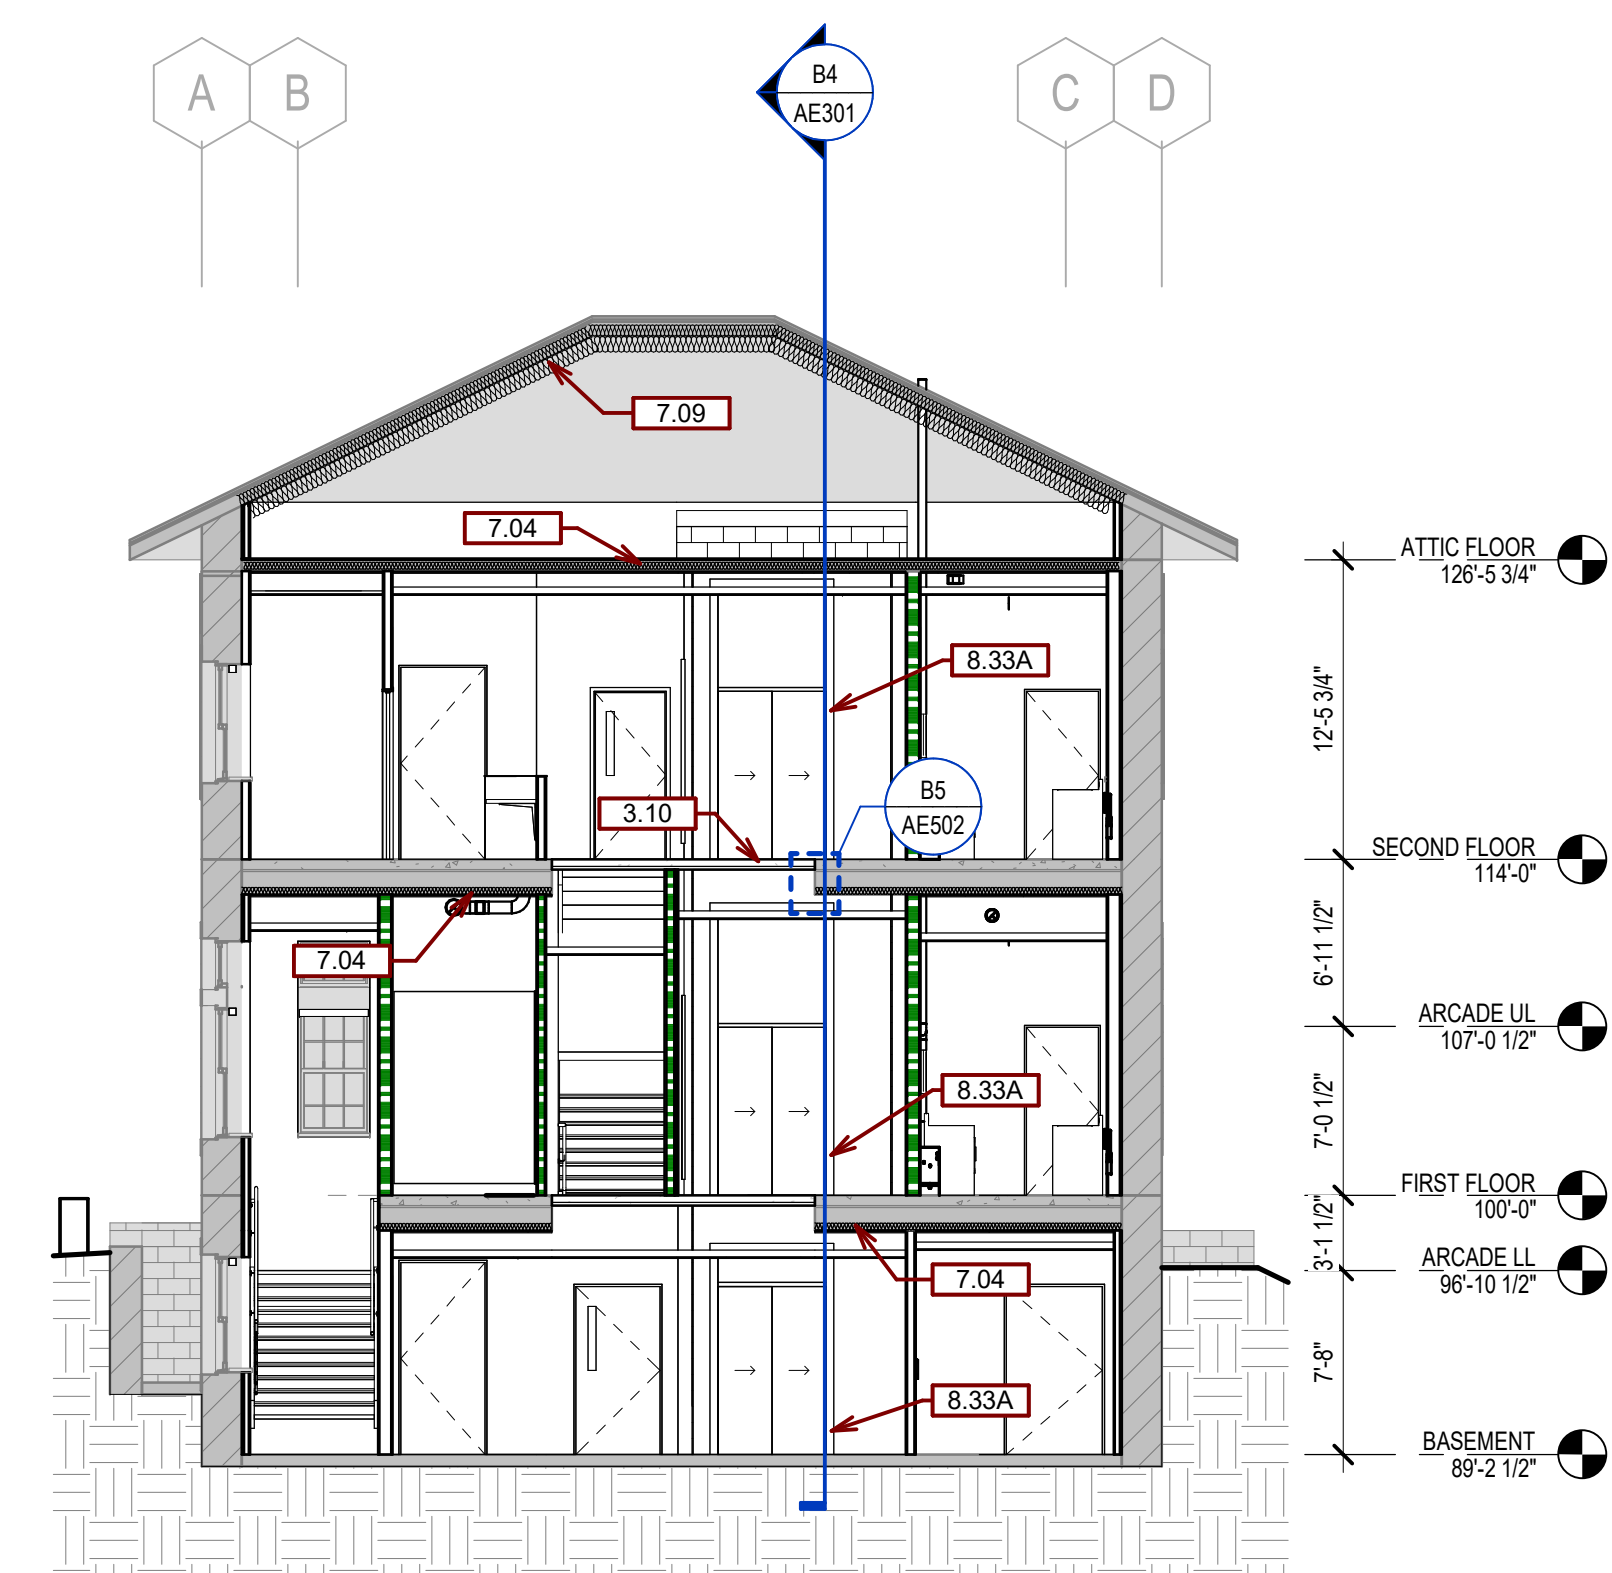 A
B
B4
AE301
C
D
7.09
7.04
ATTIC FLOOR
126'-5 3/4"
8.33A
12'-5 3/4"
B5
AE502
3.10
SECOND FLOOR
114'-0"
7.04
6'-11 1/2"
ARCADE UL
107'-0 1/2"
8.33A
7'-0 1/2"
FIRST FLOOR
100'-0"
3'-1 1/2"
ARCADE LL
96'-10 1/2"
7.04
7'-8"
8.33A
BASEMENT
89'-2 1/2"